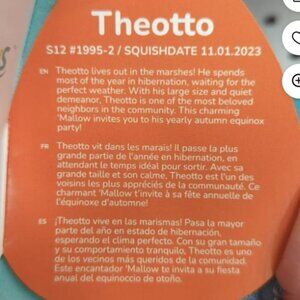 Theotto
S12 #1995-2 / SQUISHDATE 11.01.2023
EN Theotto lives out in the marshes! He spends
most of the year in hibernation, waiting for the
perfect weather. With his large size and quiet
demeanor, Theotto is one of the most beloved
neighbors in the community. This charming
'Mallow invites you to his yearly autumn equinox
party!
FR Theotto vit dans les marais! Il passe la plus
grande partie de l'année en hibernation, en
attendant le temps idéal pour sortir. Avec sa
grande taille et son calme, Theotto est l'un des
voisins les plus appréciés de la communauté. Ce
charmant 'Mallow t'invite à sa fête annuelle de
l'équinoxe d'automne!
ES ¡Theotto vive en las marismas! Pasa la mayor
parte del año en estado de hibernación,
esperando el clima perfecto. Con su gran tamaño
y su comportamiento tranquilo, Theotto es uno
de los vecinos más queridos de la comunidad.
Este encantador 'Mallow te invita a su fiesta
anual del equinoccio de otoño.